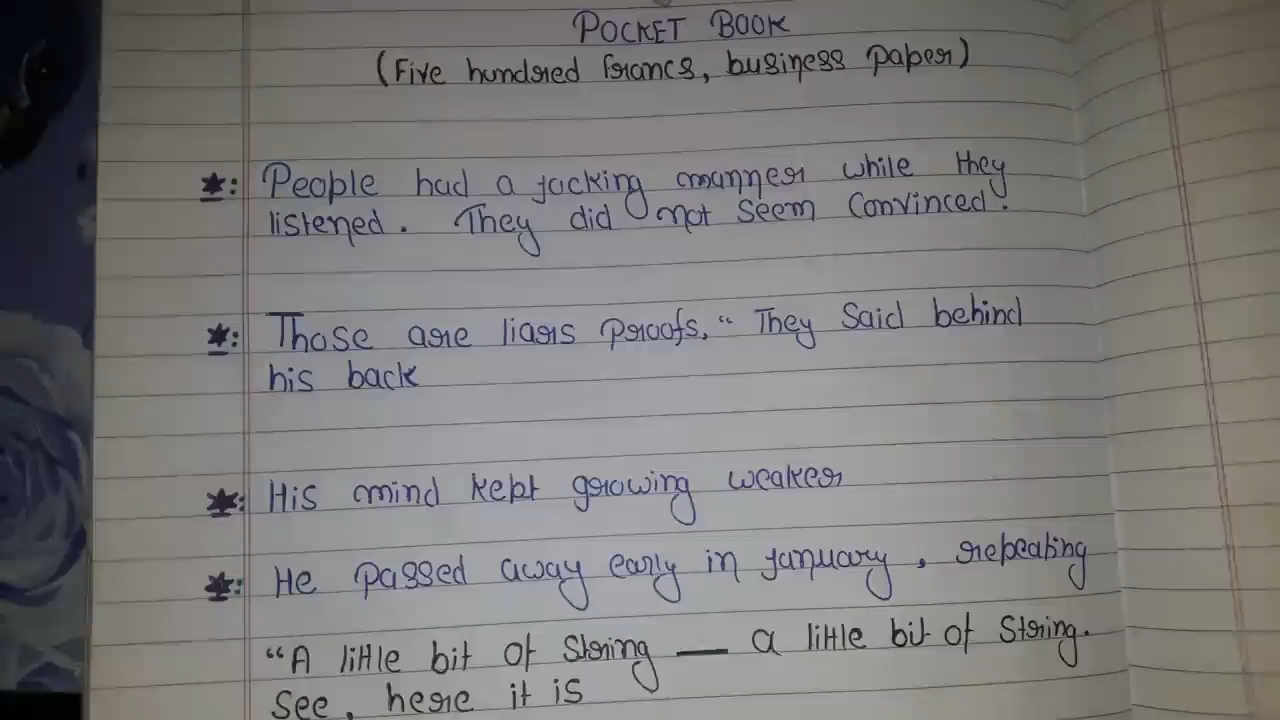 POCKET BOOK
(Five hundred francs, business paper)
*: People had a jocking manner while they
listened. They did not seem convinced.
*: Those are liars proofs," They said behind
his back
*: His mind kept growing weaker
*: He passed away early in january, repeating
"A little bit of string — a little bit of string.
See, here it is